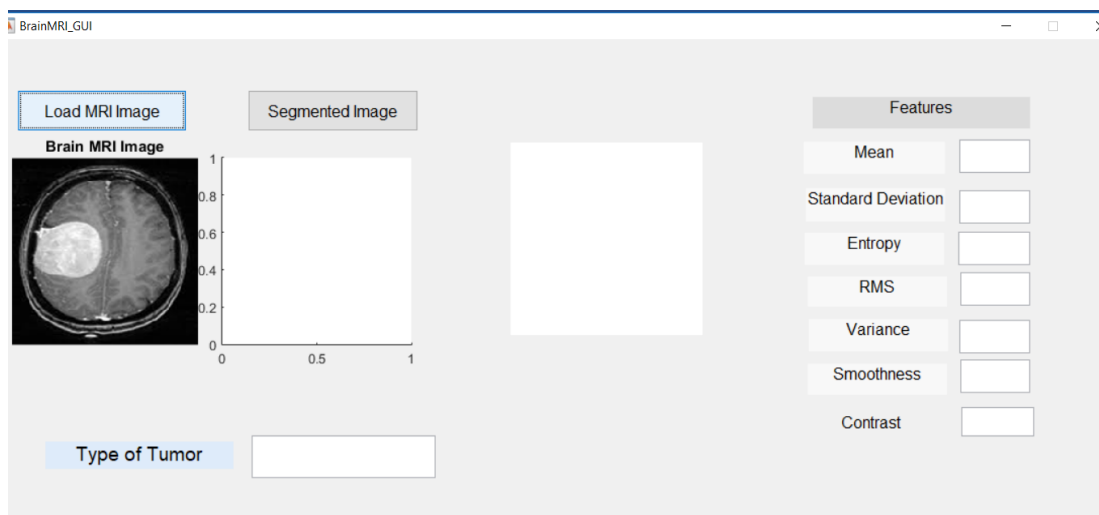 BrainMRI_GUI
Load MRI Image
Segmented Image
Features
Brain MRI Image
Mean
Standard Deviation
Entropy
RMS
Variance
Smoothness
Contrast
1
0.8
0.6
0.4
0.2
0
0
0.5
1
Type of Tumor